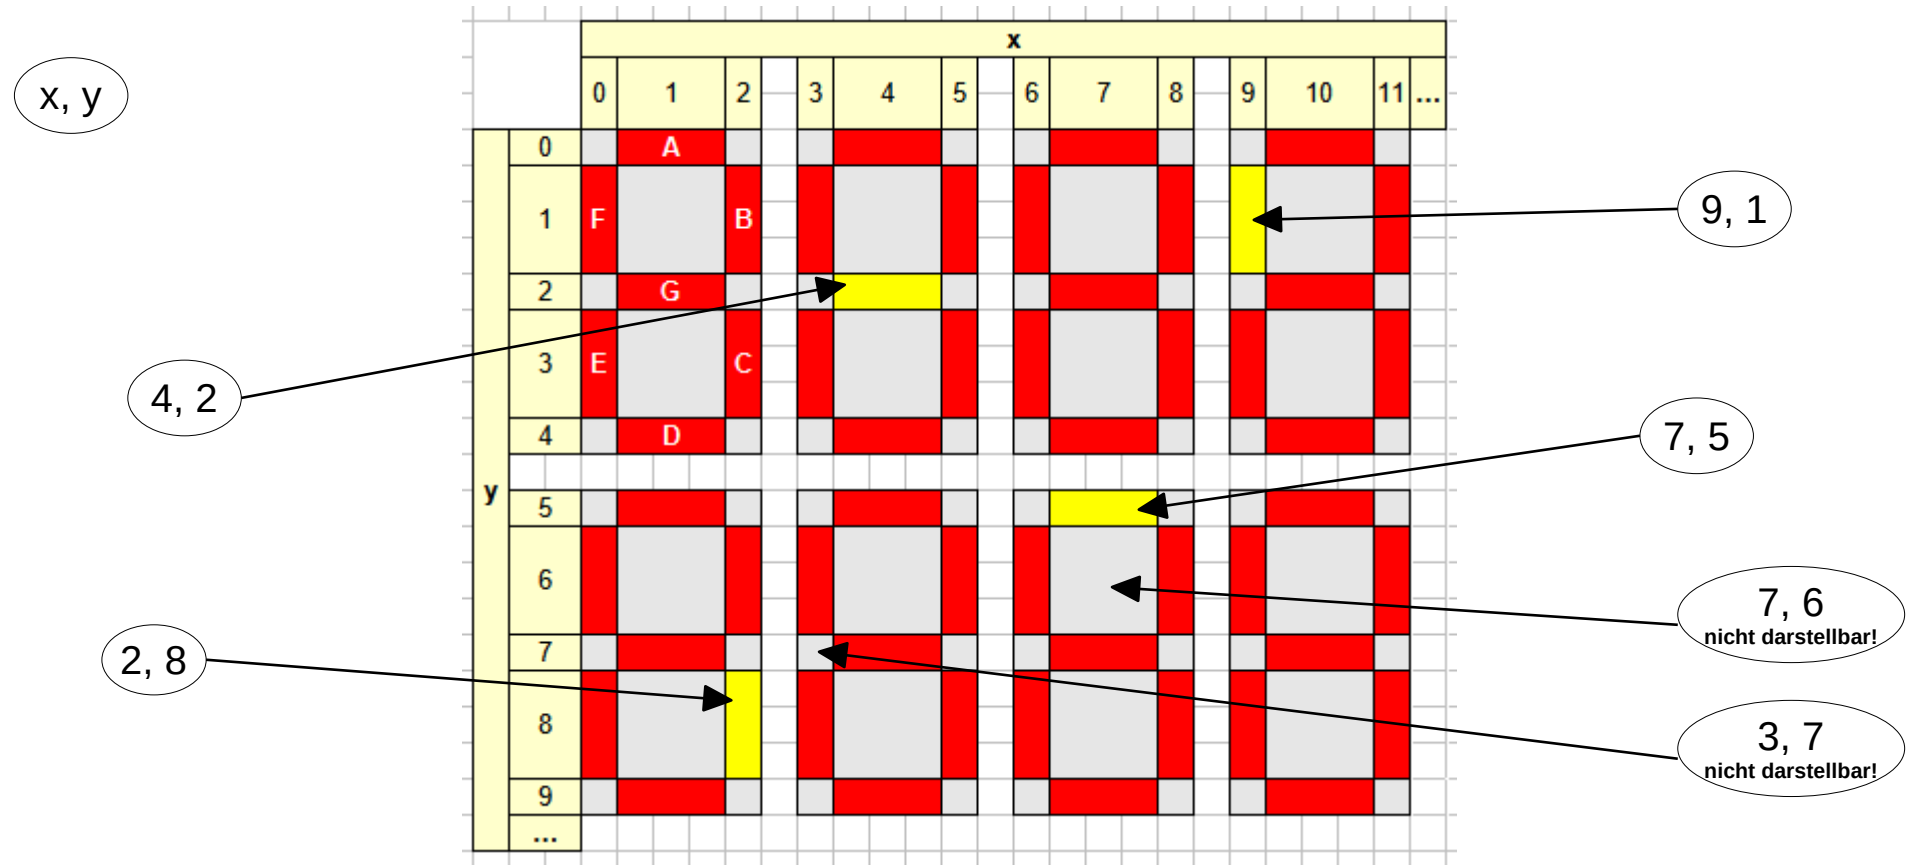 x
x, y
0 1 2 3 4 5 6 7 8 9 10 11 ...
0 A
1 F B
9, 1
2 G
3 E C
4, 2
4 D
7, 5
y
5
6
7, 6
nicht darstellbar!
7
2, 8
8
3, 7
nicht darstellbar!
9
...